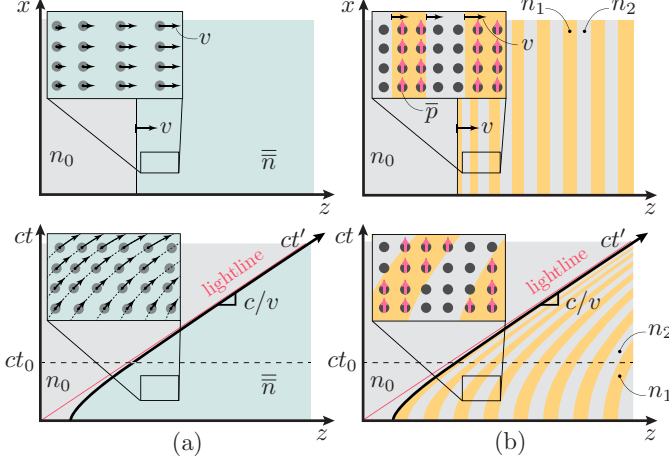 x
v
v
n₀
n̿
z
x
n₁
n₂
v
p̅
v
n₀
z
ct
ct′
lightline
c/v
ct₀
n₀
n̿
z
(a)
ct
ct′
lightline
c/v
ct₀
n₂
n₀
n₁
z
(b)